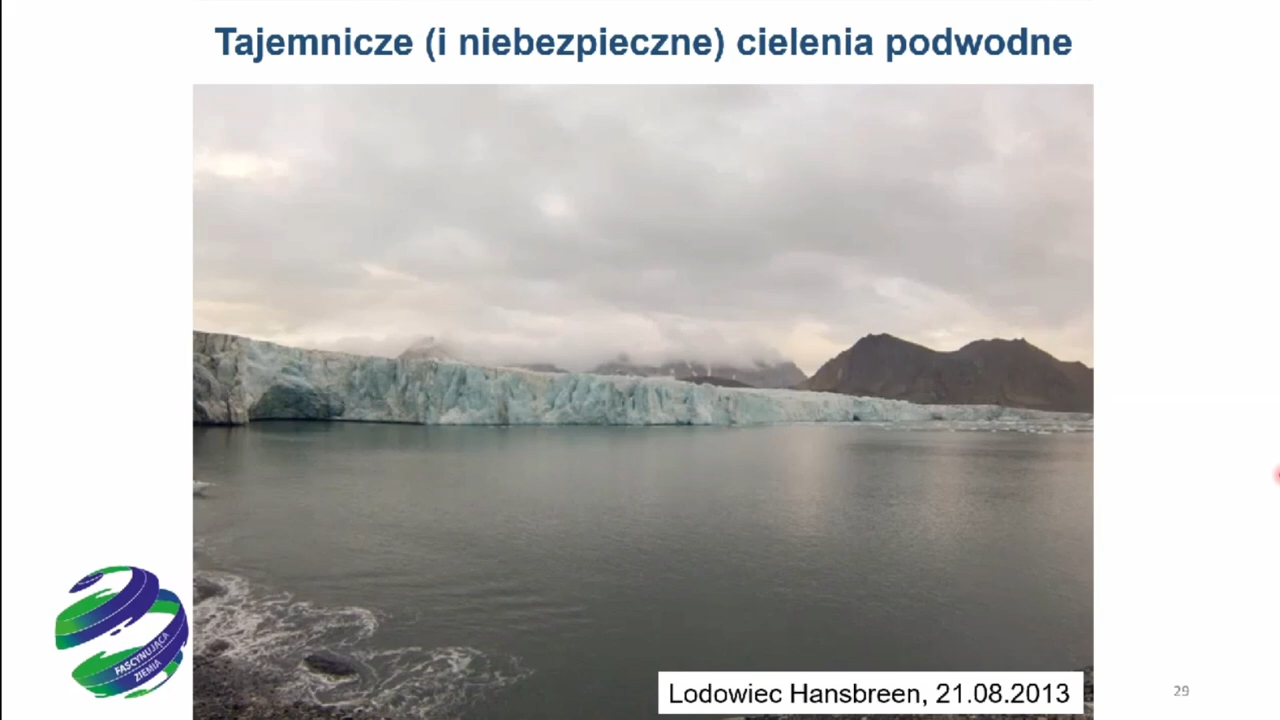 Tajemnicze (i niebezpieczne) cielenia podwodne
FASCYNUJĄCA
ZIEMIA
Lodowiec Hansbreen, 21.08.2013
29